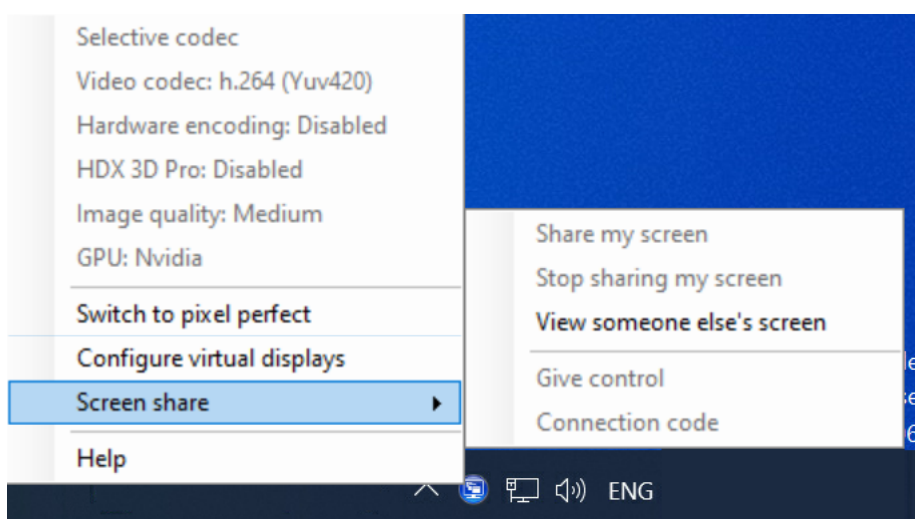 Selective codec
Video codec: h.264 (Yuv420)
Hardware encoding: Disabled
HDX 3D Pro: Disabled
Image quality: Medium
GPU: Nvidia
Switch to pixel perfect
Configure virtual displays
Screen share
Help
Share my screen
Stop sharing my screen
View someone else's screen
Give control
Connection code
ENG